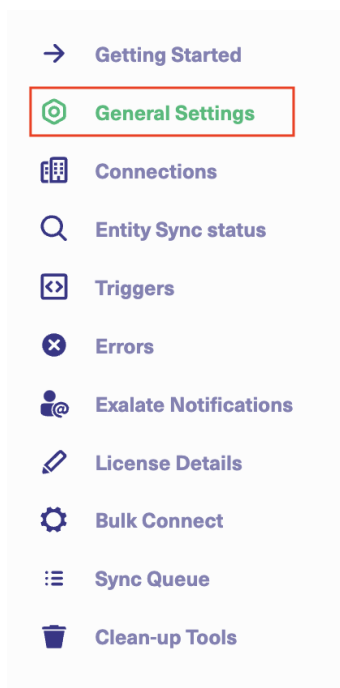 Getting Started
General Settings
Connections
Entity Sync status
Triggers
Errors
Exalate Notifications
License Details
Bulk Connect
Sync Queue
Clean-up Tools